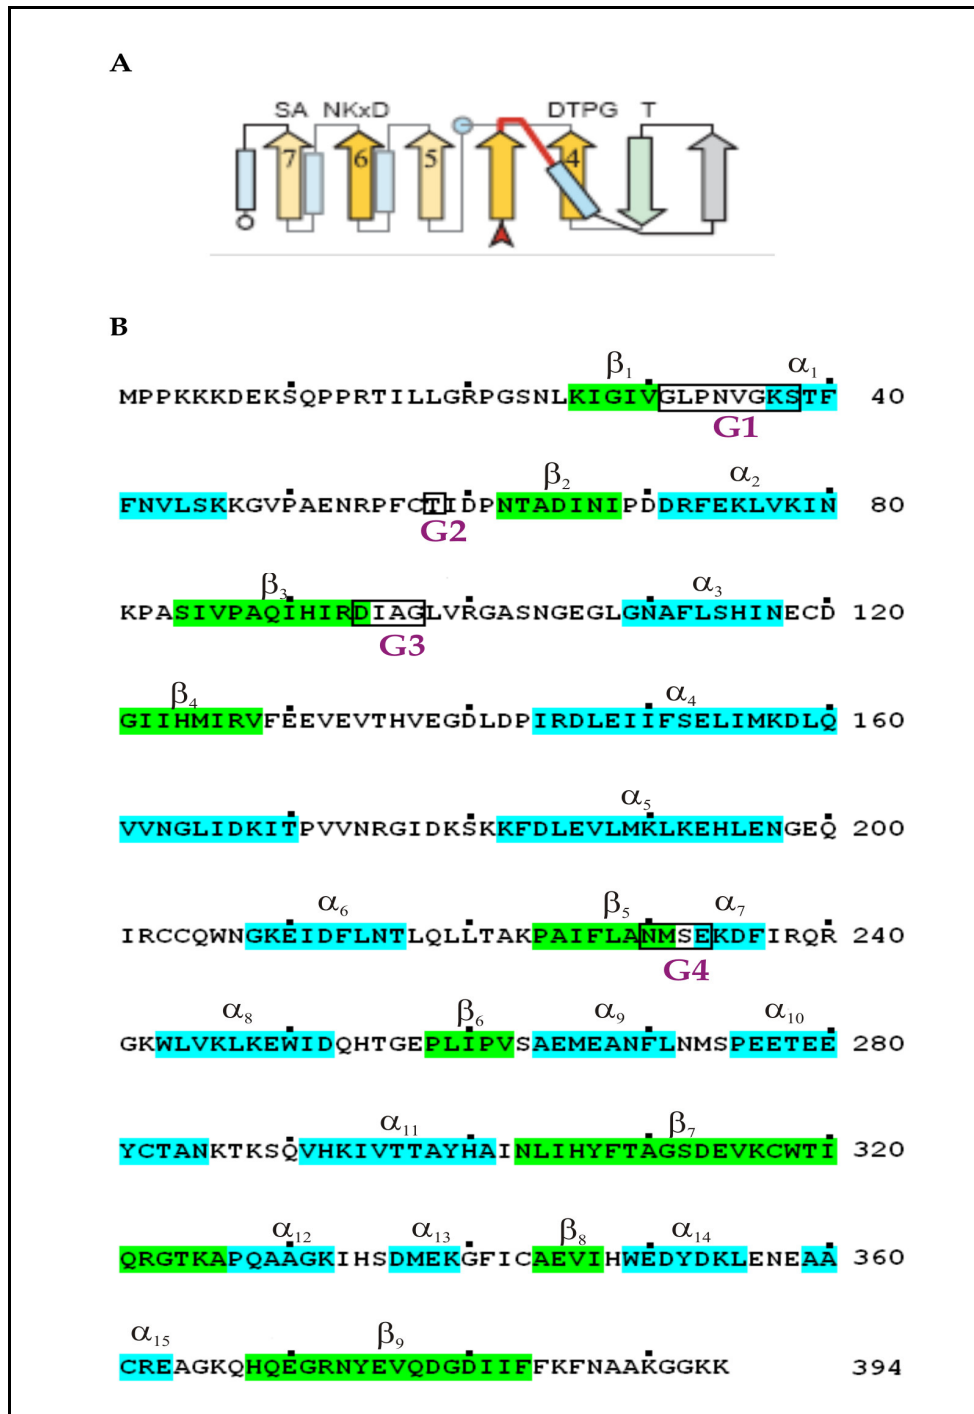 A
SA NKxD DTPG T
7 6 5 4
B
β1 α1
MPPKKKDEKSQPPRTILLGRPGSNLKIGIVGLPNVGKSTF 40
G1
β2 α2
FNVLSKKGVPAENRPFCTIDPNTADINIPDDRFEKLVKIN 80
G2
β3 α3
KPASIVPAQIHIRDIAGLVRGASNGEGLGNAFLSHINECD 120
G3
β4 α4
GIIHMIRVFEEVEVTHVEGDLDPIRDLEIIFSELIMKDLQ 160
α5
VVNGLIDKITPVVNRGIDKSKKFDLEVLMKLKEHLENGEQ 200
α6 β5 α7
IRCCQWNGKEIDFLNTLQLLTAKPAIFLANMSEKDFIRQR 240
G4
α8 β6 α9 α10
GKWLVKLKEWIDQHTGEPLIPVSAEMEANFLNMSPEETEE 280
α11 β7
YCTANKTKSQVHKIVTTAYHAINLIHYFTAGSDEVKCWTI 320
α12 α13 β8 α14
QRGTKAPQAAGKIHSDMEKGFICAEVIHWEDYDKLENEAA 360
α15 β9
CREAGKQHQEGRNYEVQDGDIIFFKFNAAKGGKK 394